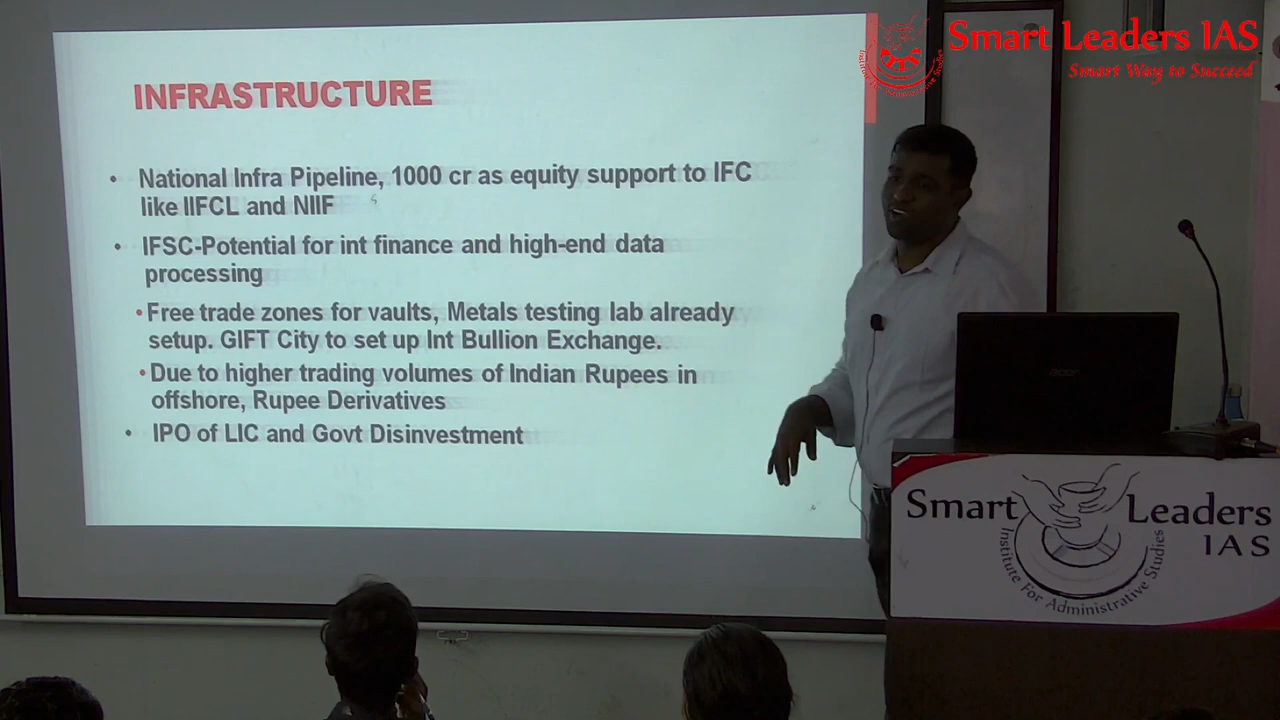 Smart Leaders IAS
Smart Way to Succeed
INFRASTRUCTURE
• National Infra Pipeline, 1000 cr as equity support to IFC
like IIFCL and NIIF
• IFSC-Potential for int finance and high-end data
processing
• Free trade zones for vaults, Metals testing lab already
setup. GIFT City to set up Int Bullion Exchange.
• Due to higher trading volumes of Indian Rupees in
offshore, Rupee Derivatives
• IPO of LIC and Govt Disinvestment
acer
Smart Leaders
IAS
Institute For Administrative Studies